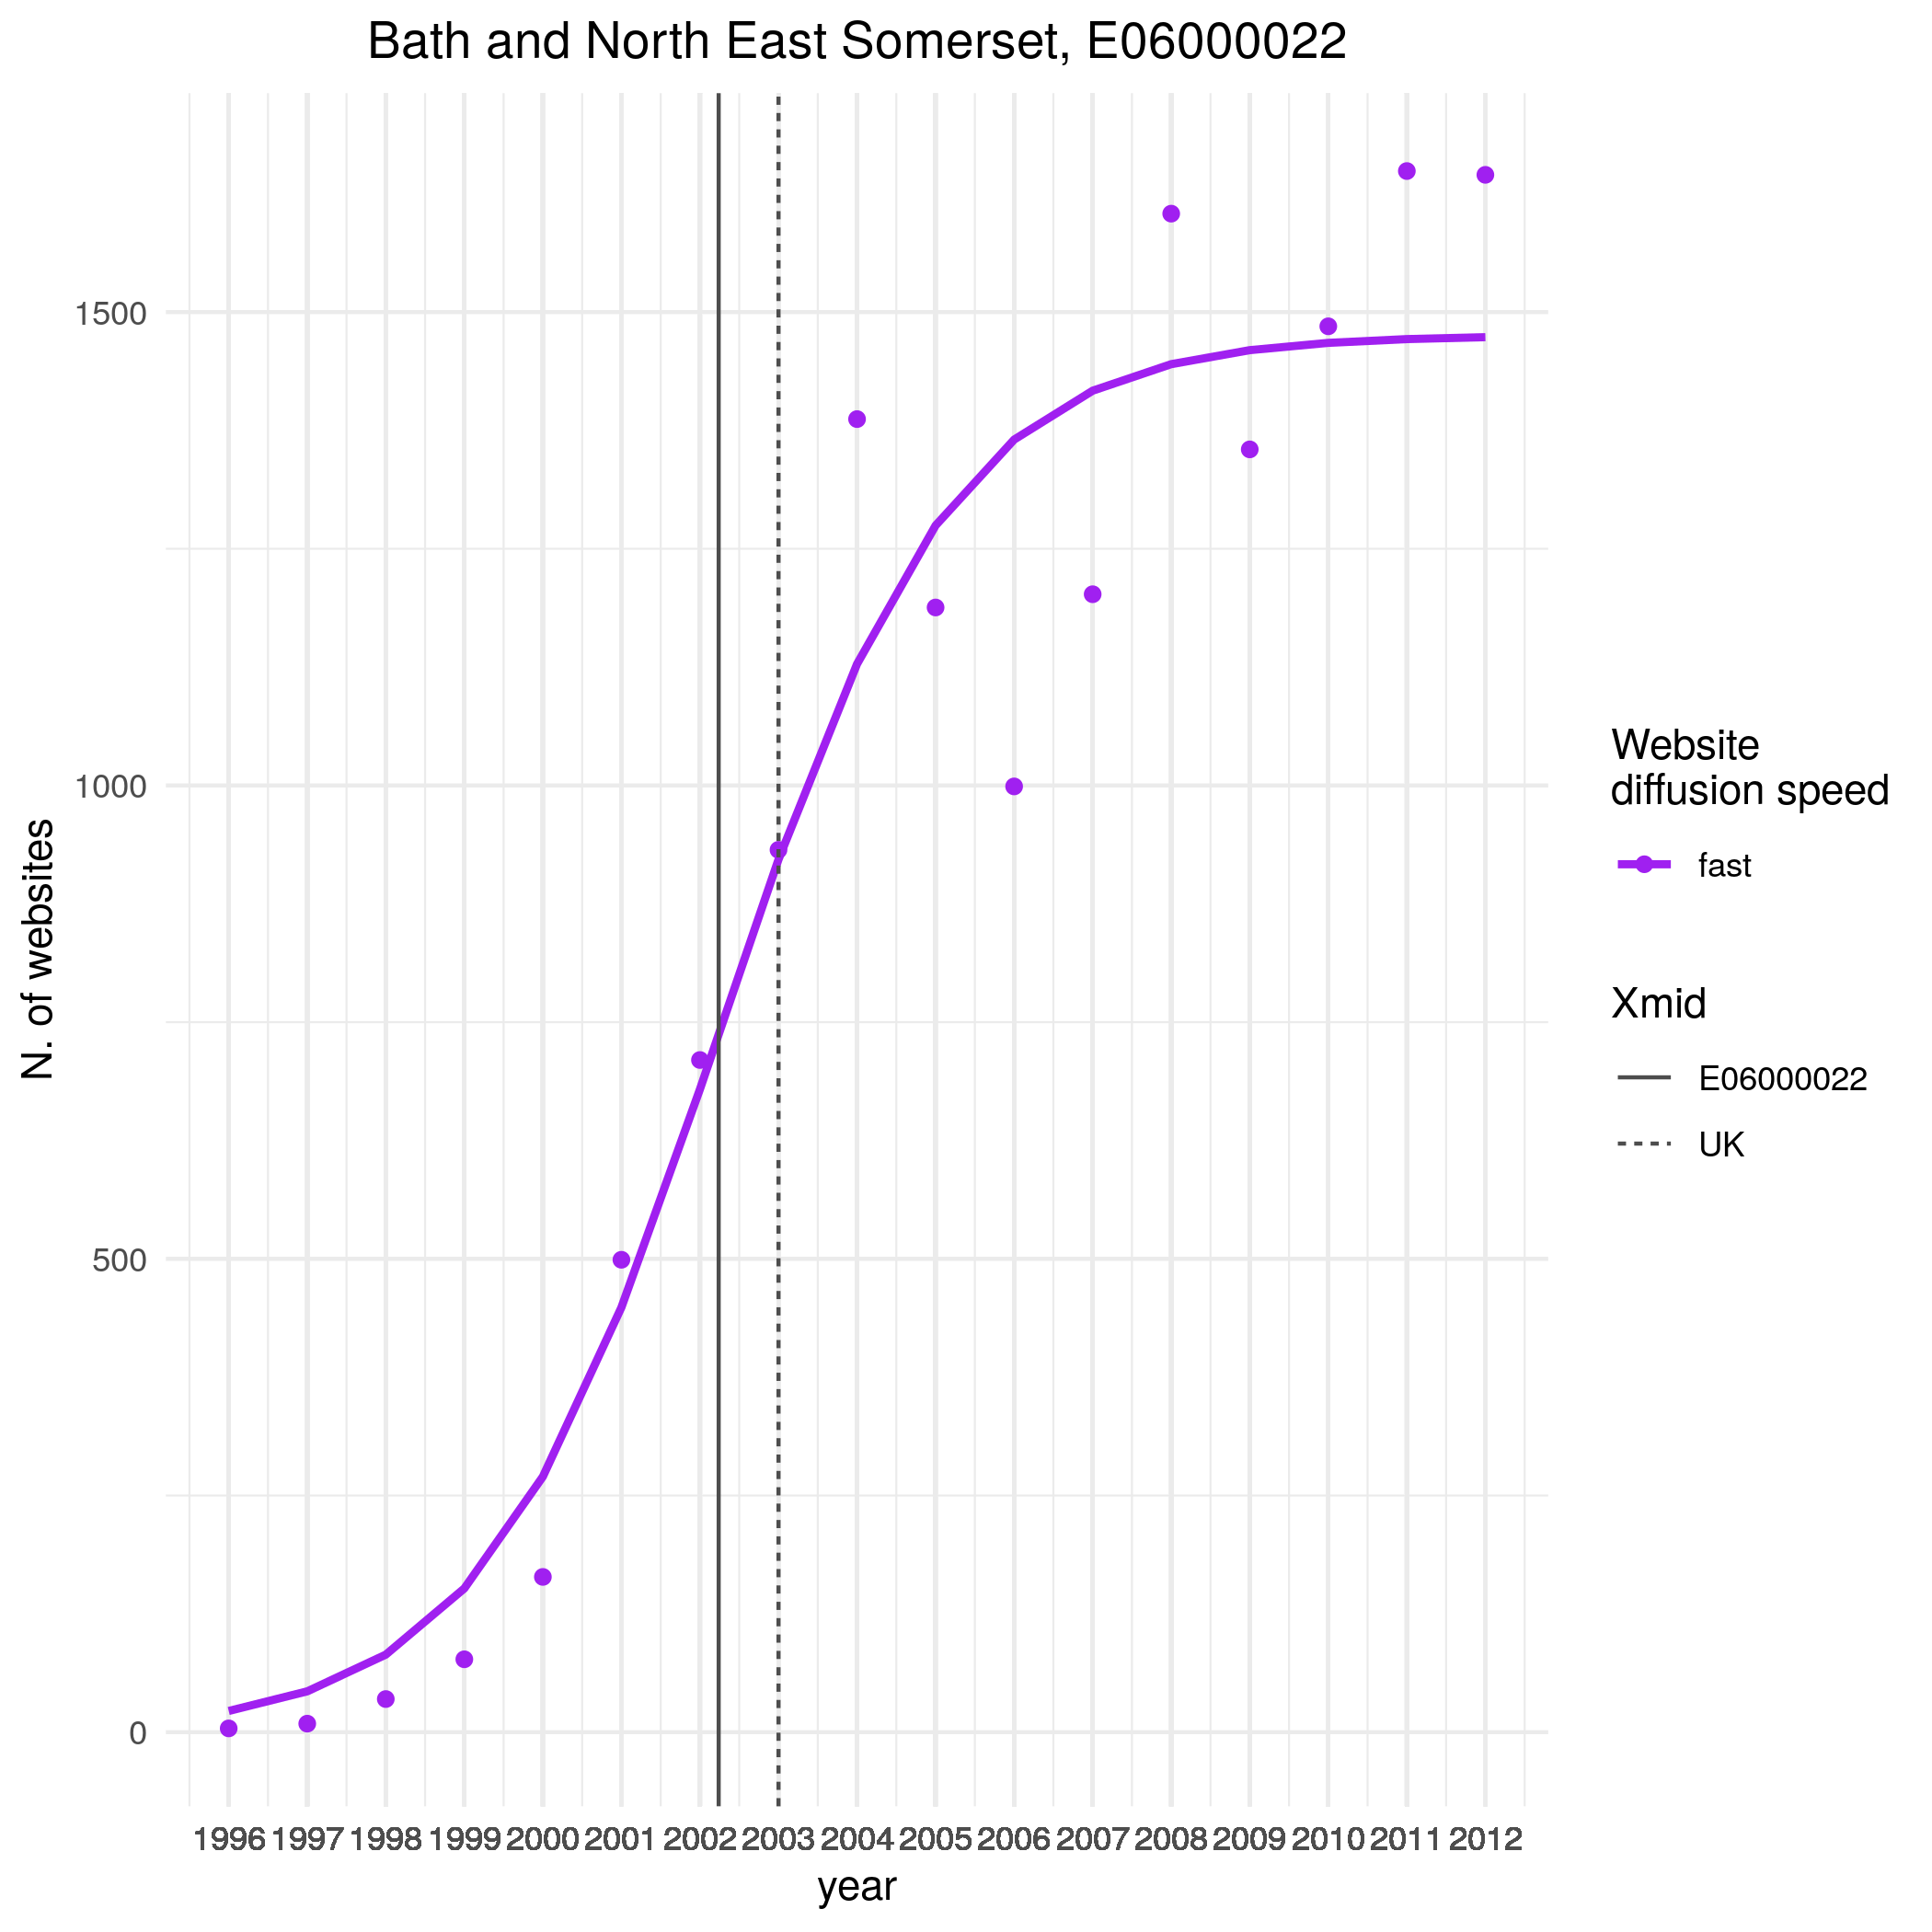 Bath and North East Somerset, E06000022
N. of websites
1500
1000
500
0
1996 1997 1998 1999 2000 2001 2002 2003 2004 2005 2006 2007 2008 2009 2010 2011 2012
year
Website
diffusion speed
fast
Xmid
E06000022
UK